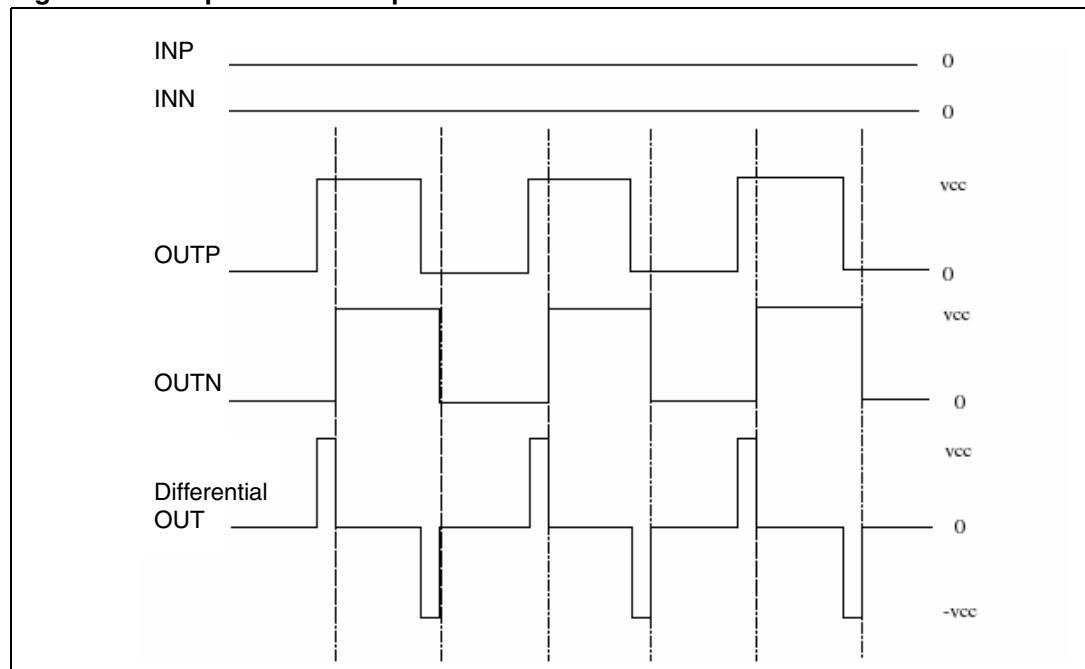 INP
0
INN
0
vcc
OUTP
0
vcc
OUTN
0
vcc
Differential
OUT
0
-vcc